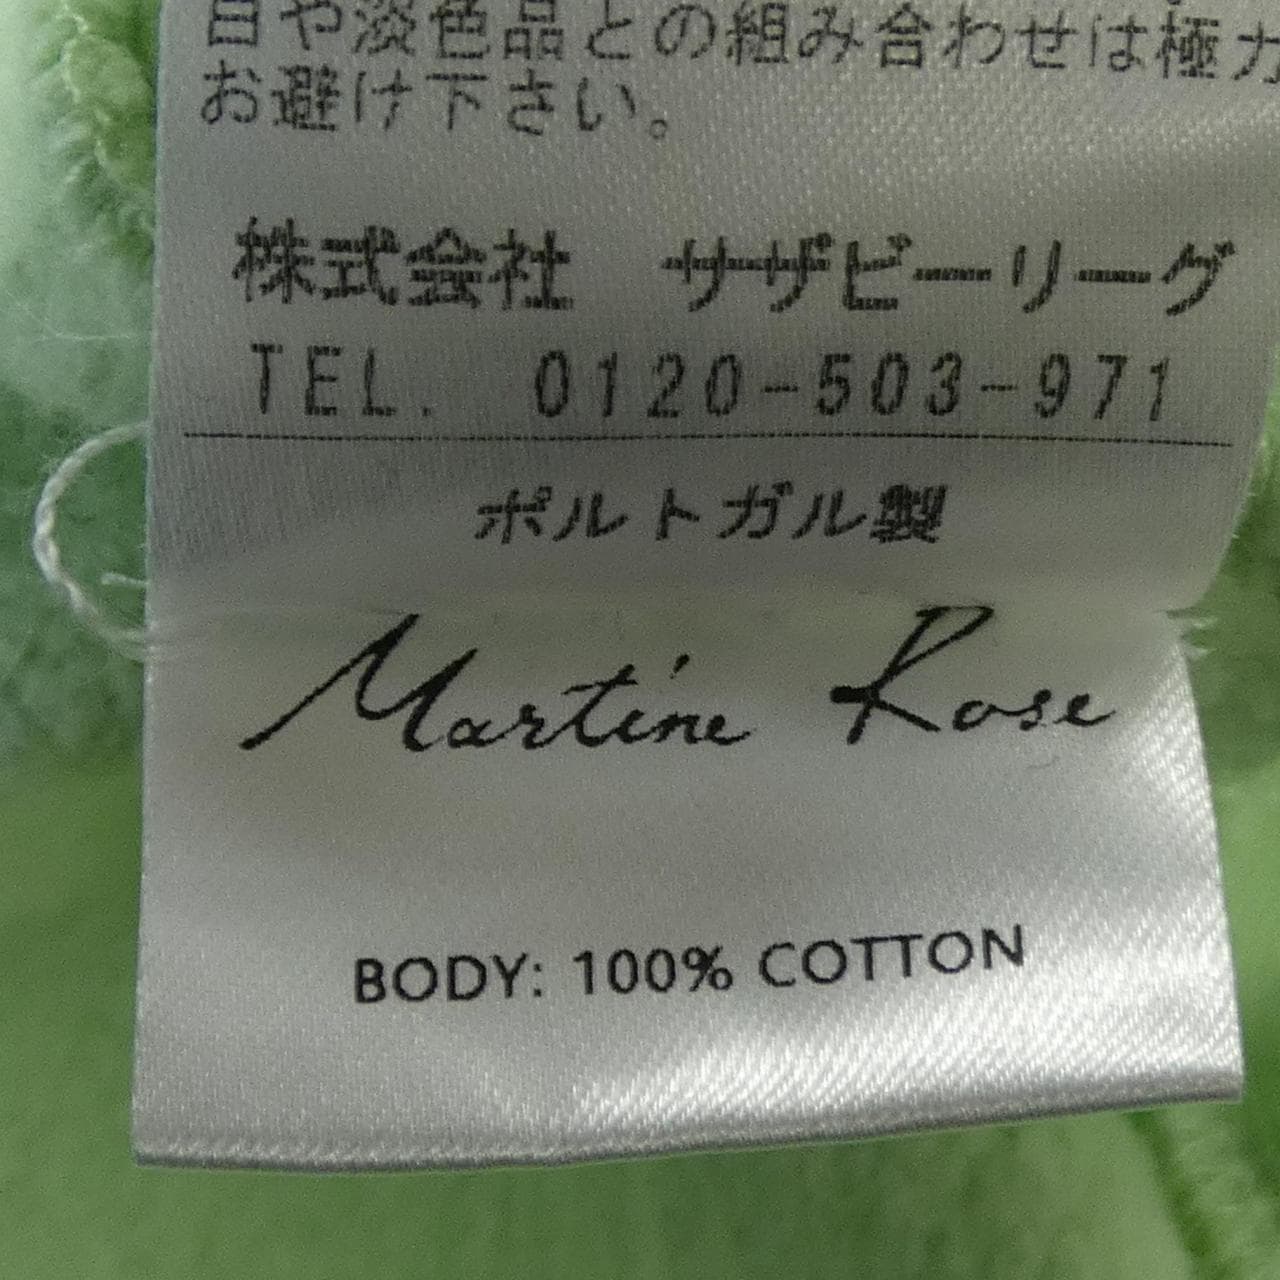 目や淡色品との組み合わせは極力
お避け下さい。
株式会社 サザビーリーグ
TEL. 0120-503-971
ポルトガル製
Martine Rose
BODY: 100% COTTON